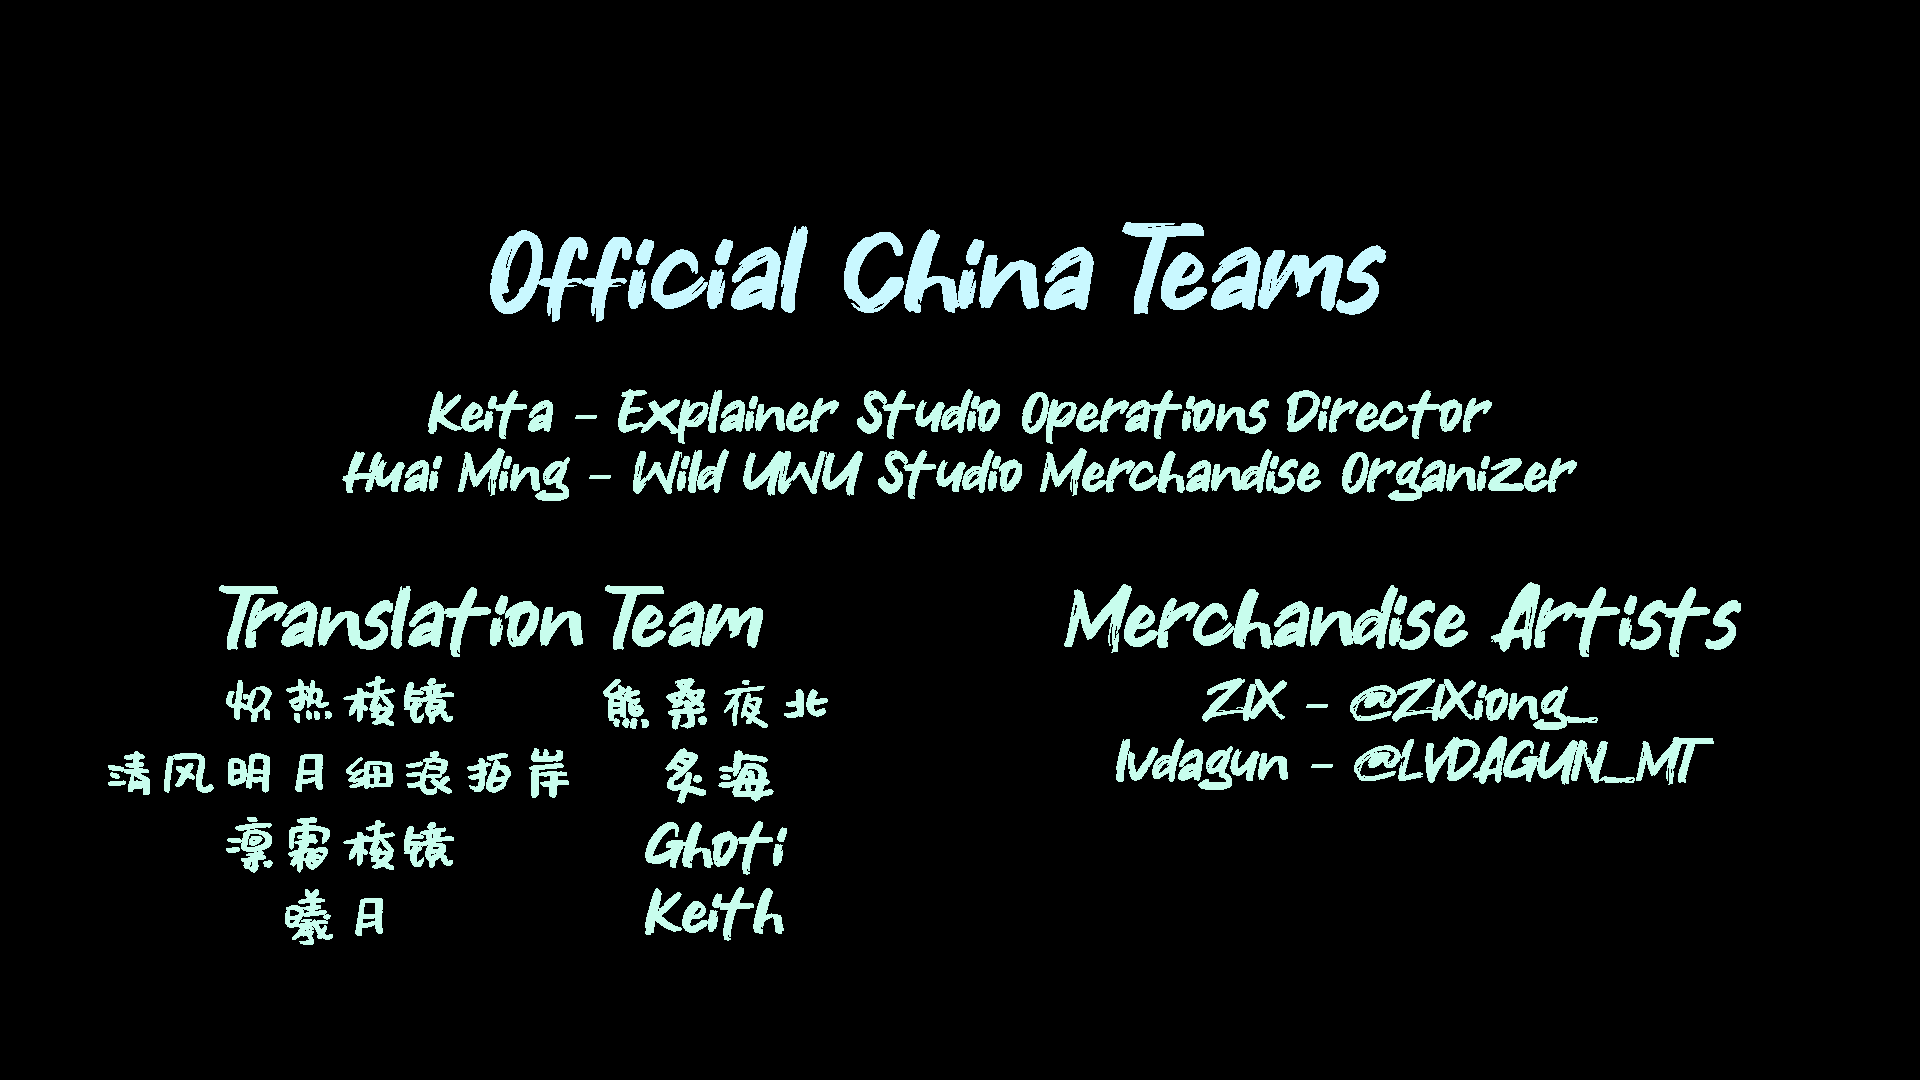 Official China Teams
Keita - Explainer Studio Operations Director
Huai Ming - Wild UWU Studio Merchandise Organizer
Translation Team
炽热棱镜 熊桑夜北
清风明月细浪拍岸 炙海
凛霜棱镜 Ghoti
曦月 Keith
Merchandise Artists
ZIX - @ZIXiong_
lvdagun - @LVDAGUN_MT